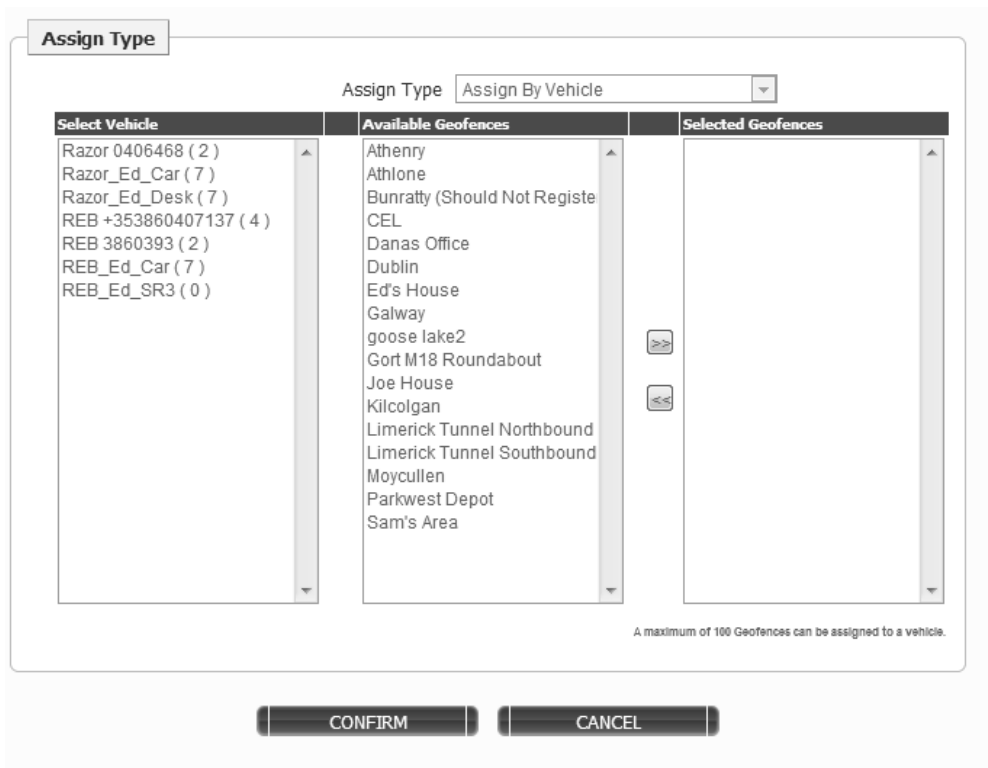 Assign Type
Assign Type Assign By Vehicle
Select Vehicle
Razor 0406468 ( 2 )
Razor_Ed_Car ( 7 )
Razor_Ed_Desk ( 7 )
REB +353860407137 ( 4 )
REB 3860393 ( 2 )
REB_Ed_Car ( 7 )
REB_Ed_SR3 ( 0 )
Available Geofences
Athenry
Athlone
Bunratty (Should Not Registe
CEL
Danas Office
Dublin
Ed's House
Galway
goose lake2
Gort M18 Roundabout
Joe House
Kilcolgan
Limerick Tunnel Northbound
Limerick Tunnel Southbound
Moycullen
Parkwest Depot
Sam's Area
>>
<<
Selected Geofences
A maximum of 100 Geofences can be assigned to a vehicle.
CONFIRM
CANCEL